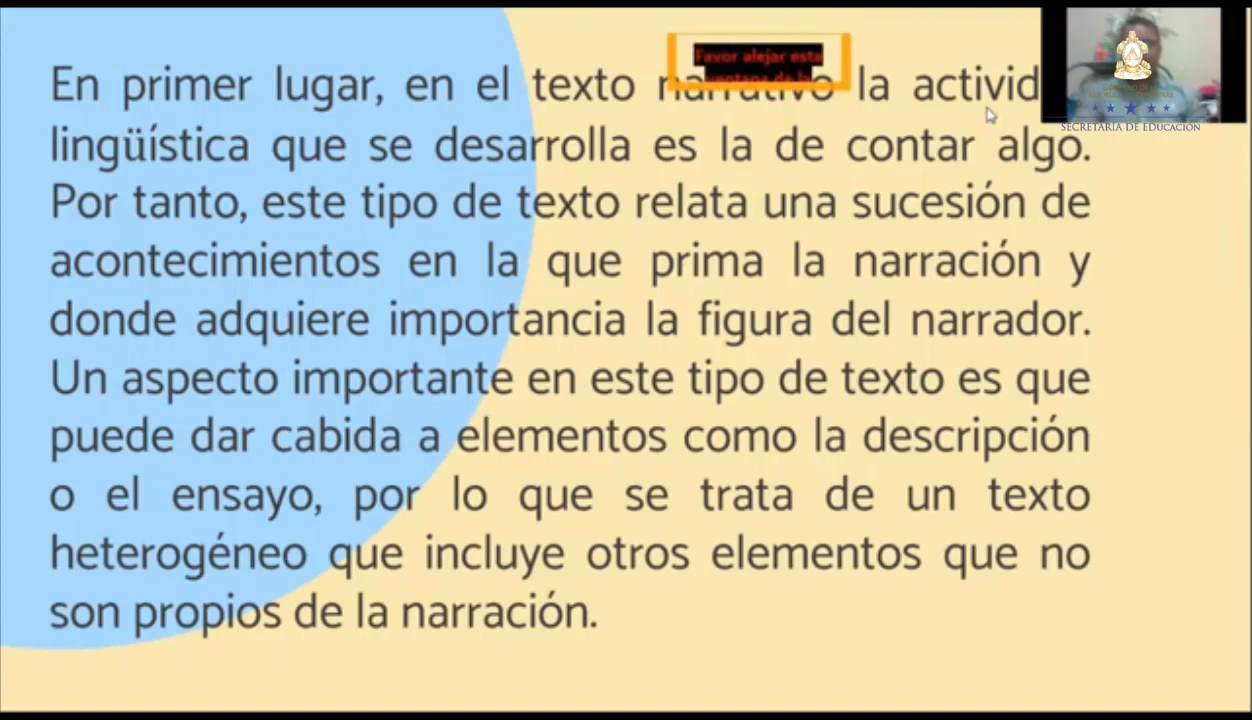 Favor alejar esta
En primer lugar, en el texto narrativo la activid
lingüística que se desarrolla es la de contar algo.
Por tanto, este tipo de texto relata una sucesión de
acontecimientos en la que prima la narración y
donde adquiere importancia la figura del narrador.
Un aspecto importante en este tipo de texto es que
puede dar cabida a elementos como la descripción
o el ensayo, por lo que se trata de un texto
heterogéneo que incluye otros elementos que no
son propios de la narración.
SECRETARÍA DE EDUCACIÓN